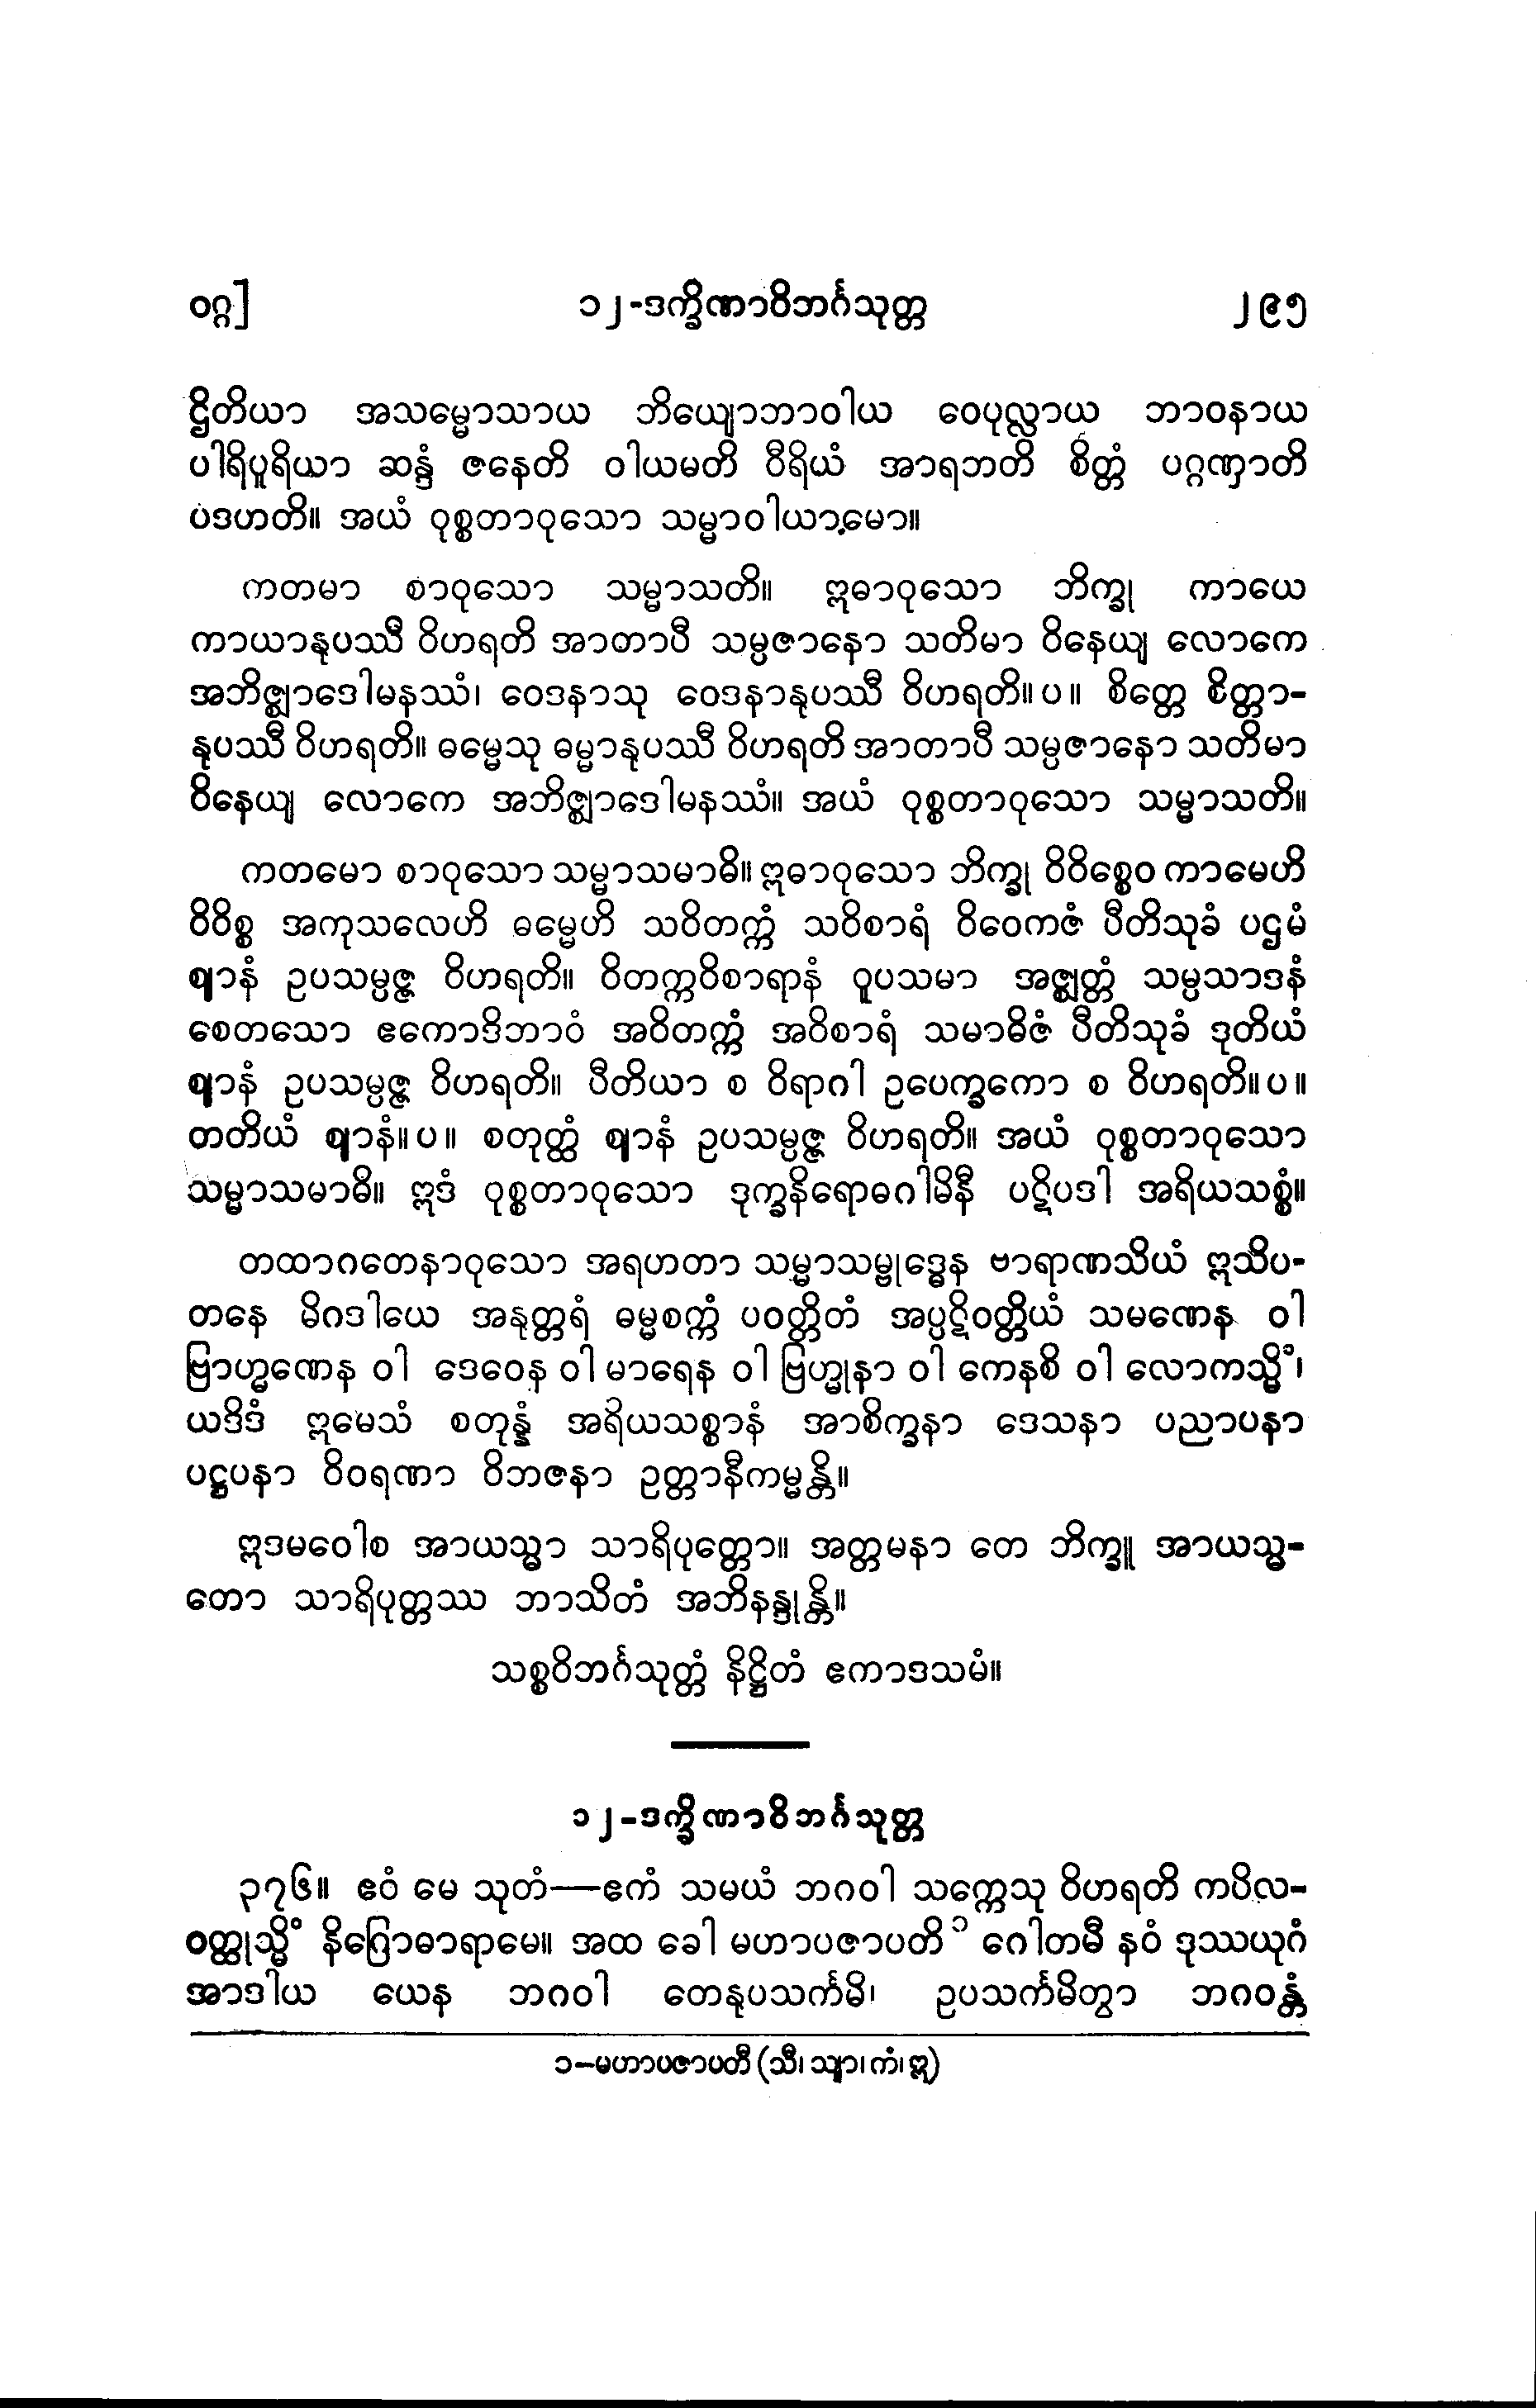 ဝဂ္ဂ] ၁၂-ဒက္ခိဏာဝိဘင်္ဂသုတ္တ ၂၉၅
ဋ္ဌိတိယာ အသမ္မောသာယ ဘိယျောဘာဝါယ ဝေပုလ္လာယ ဘာဝနာယ
ပါရိပူရိယာ ဆန္ဒံ ဇနေတိ ဝါယမတိ ဝီရိယံ အာရဘတိ စိတ္တံ ပဂ္ဂဏှာတိ
ပဒဟတိ။ အယံ ဝုစ္စတာဝုသော သမ္မာဝါယာမော။
ကတမာ စာဝုသော သမ္မာသတိ။ ဣဓာဝုသော ဘိက္ခု ကာယေ
ကာယာနုပဿီ ဝိဟရတိ အာတာပီ သမ္ပဇာနော သတိမာ ဝိနေယျ လောကေ
အဘိဇ္ဈာဒေါမနဿံ၊ ဝေဒနာသု ဝေဒနာနုပဿီ ဝိဟရတိ။ပ။ စိတ္တေ စိတ္တာ-
နုပဿီ ဝိဟရတိ။ ဓမ္မေသု ဓမ္မာနုပဿီ ဝိဟရတိ အာတာပီ သမ္ပဇာနော သတိမာ
ဝိနေယျ လောကေ အဘိဇ္ဈာဒေါမနဿံ။ အယံ ဝုစ္စတာဝုသော သမ္မာသတိ။
ကတမော စာဝုသော သမ္မာသမာဓိ။ ဣဓာဝုသော ဘိက္ခု ဝိဝိစ္စေဝ ကာမေဟိ
ဝိဝိစ္စ အကုသလေဟိ ဓမ္မေဟိ သဝိတက္ကံ သဝိစာရံ ဝိဝေကဇံ ပီတိသုခံ ပဌမံ
ဈာနံ ဥပသမ္ပဇ္ဇ ဝိဟရတိ။ ဝိတက္ကဝိစာရာနံ ဝူပသမာ အဇ္ဈတ္တံ သမ္ပသာဒနံ
စေတသော ဧကောဒိဘာဝံ အဝိတက္ကံ အဝိစာရံ သမာဓိဇံ ပီတိသုခံ ဒုတိယံ
ဈာနံ ဥပသမ္ပဇ္ဇ ဝိဟရတိ။ ပီတိယာ စ ဝိရာဂါ ဥပေက္ခကော စ ဝိဟရတိ။ပ။
တတိယံ ဈာနံ။ပ။ စတုတ္ထံ ဈာနံ ဥပသမ္ပဇ္ဇ ဝိဟရတိ။ အယံ ဝုစ္စတာဝုသော
သမ္မာသမာဓိ။ ဣဒံ ဝုစ္စတာဝုသော ဒုက္ခနိရောဓဂါမိနီ ပဋိပဒါ အရိယသစ္စံ။
တထာဂတေနာဝုသော အရဟတာ သမ္မာသမ္ဗုဒ္ဓေန ဗာရာဏသိယံ ဣသိပ-
တနေ မိဂဒါယေ အနုတ္တရံ ဓမ္မစက္ကံ ပဝတ္တိတံ အပ္ပဋိဝတ္တိယံ သမဏေန ဝါ
ဗြာဟ္မဏေန ဝါ ဒေဝေန ဝါ မာရေန ဝါ ဗြဟ္မုနာ ဝါ ကေနစိ ဝါ လောကသ္မိံ၊
ယဒိဒံ ဣမေသံ စတုန္နံ အရိယသစ္စာနံ အာစိက္ခနာ ဒေသနာ ပညာပနာ
ပဋ္ဌပနာ ဝိဝရဏာ ဝိဘဇနာ ဥတ္တာနီကမ္မန္တိ။
ဣဒမဝေါစ အာယသ္မာ သာရိပုတ္တော။ အတ္တမနာ တေ ဘိက္ခူ အာယသ္မ-
တော သာရိပုတ္တဿ ဘာသိတံ အဘိနန္ဒုန္တိ။
သစ္စဝိဘင်္ဂသုတ္တံ နိဋ္ဌိတံ ဧကာဒသမံ။
၁၂-ဒက္ခိဏာဝိဘင်္ဂသုတ္တ
၃၇၆။ ဧဝံ မေ သုတံ—ဧကံ သမယံ ဘဂဝါ သက္ကေသု ဝိဟရတိ ကပိလ-
ဝတ္ထုသ္မိံ နိဂြောဓာရာမေ။ အထ ခေါ မဟာပဇာပတိ ၁ ဂေါတမီ နဝံ ဒုဿယုဂံ
အာဒါယ ယေန ဘဂဝါ တေနုပသင်္ကမိ၊ ဥပသင်္ကမိတွာ ဘဂဝန္တံ
၁-မဟာပဇာပတီ (သီ၊ သျာ၊ ကံ၊ ဣ)